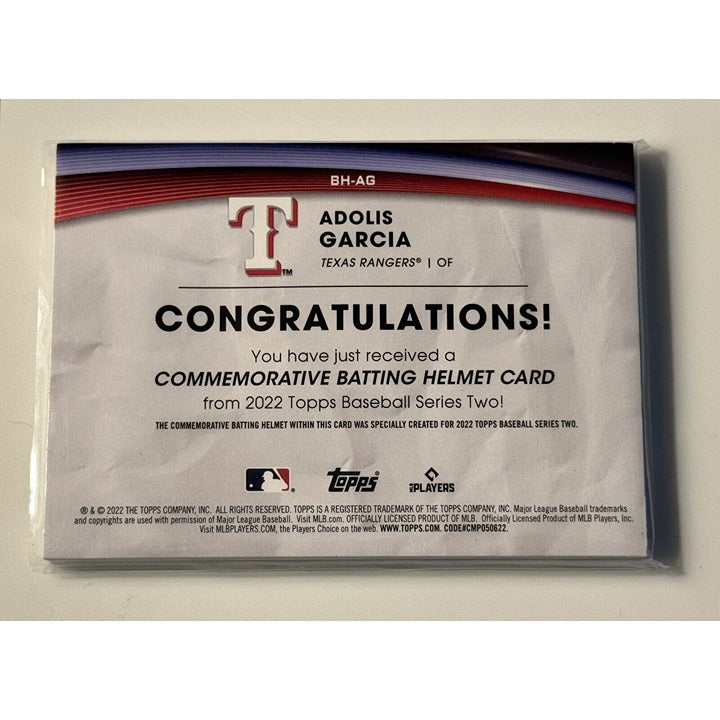 BH-AG
T
TM
ADOLIS
GARCIA
TEXAS RANGERS® | OF
CONGRATULATIONS!
You have just received a
COMMEMORATIVE BATTING HELMET CARD
from 2022 Topps Baseball Series Two!
THE COMMEMORATIVE BATTING HELMET WITHIN THIS CARD WAS SPECIALLY CREATED FOR 2022 TOPPS BASEBALL SERIES TWO.
topps PLAYERS
® & © 2022 THE TOPPS COMPANY, INC. ALL RIGHTS RESERVED. TOPPS IS A REGISTERED TRADEMARK OF THE TOPPS COMPANY, INC. Major League Baseball trademarks
and copyrights are used with permission of Major League Baseball. Visit MLB.com. OFFICIALLY LICENSED PRODUCT OF MLB. Officially Licensed Product of MLB Players, Inc.
Visit MLBPLAYERS.COM, the Players Choice on the web. WWW.TOPPS.COM. CODE#CMP050622.